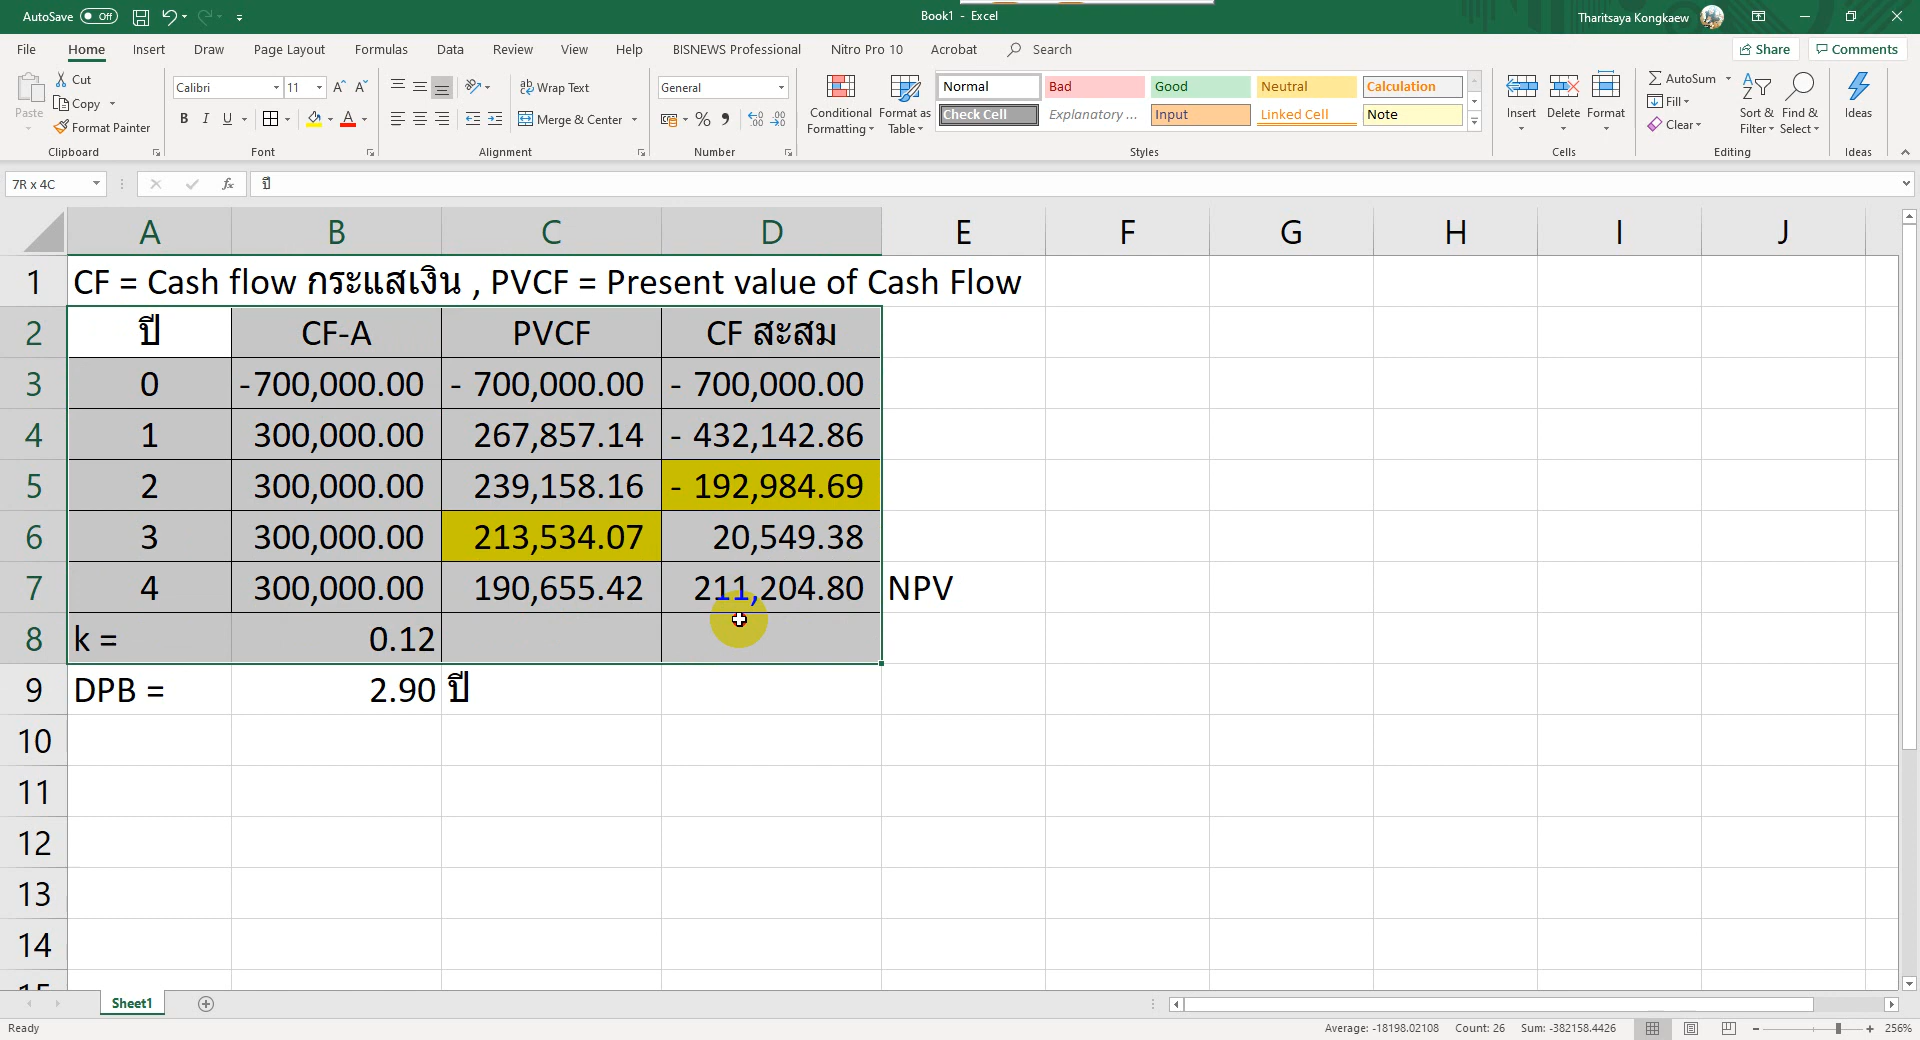 AutoSave Off Book1 - Excel Tharitsaya Kongkaew
File Home Insert Draw Page Layout Formulas Data Review View Help BISNEWS Professional Nitro Pro 10 Acrobat Search Share Comments
Paste Cut Copy Format Painter
Calibri 11
B I U
Wrap Text
Merge & Center
General
Conditional Formatting
Format as Table
Normal Bad Good Neutral Calculation
Check Cell Explanatory ... Input Linked Cell Note
Insert Delete Format
AutoSum Fill Clear
Sort & Filter
Find & Select
Ideas
Clipboard Font Alignment Number Styles Cells Editing Ideas
7R x 4C fx ปี
A B C D E F G H I J
1 CF = Cash flow กระแสเงิน , PVCF = Present value of Cash Flow
2 ปี CF-A PVCF CF สะสม
3 0 -700,000.00 - 700,000.00 - 700,000.00
4 1 300,000.00 267,857.14 - 432,142.86
5 2 300,000.00 239,158.16 - 192,984.69
6 3 300,000.00 213,534.07 20,549.38
7 4 300,000.00 190,655.42 211,204.80 NPV
8 k = 0.12
9 DPB = 2.90 ปี
10
11
12
13
14
15
Sheet1
Ready Average: -18198.02108 Count: 26 Sum: -382158.4426 256%